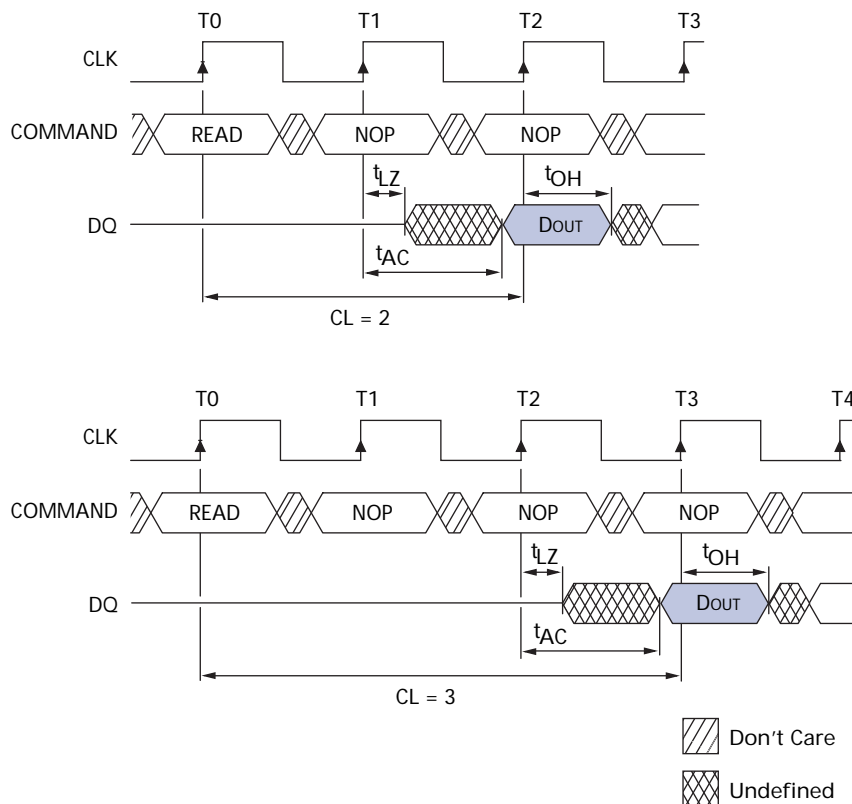 T0 T1 T2 T3
CLK
COMMAND READ NOP NOP
tLZ tOH
DQ DOUT
tAC
CL = 2
T0 T1 T2 T3 T4
CLK
COMMAND READ NOP NOP NOP
tLZ tOH
DQ DOUT
tAC
CL = 3
Don't Care
Undefined